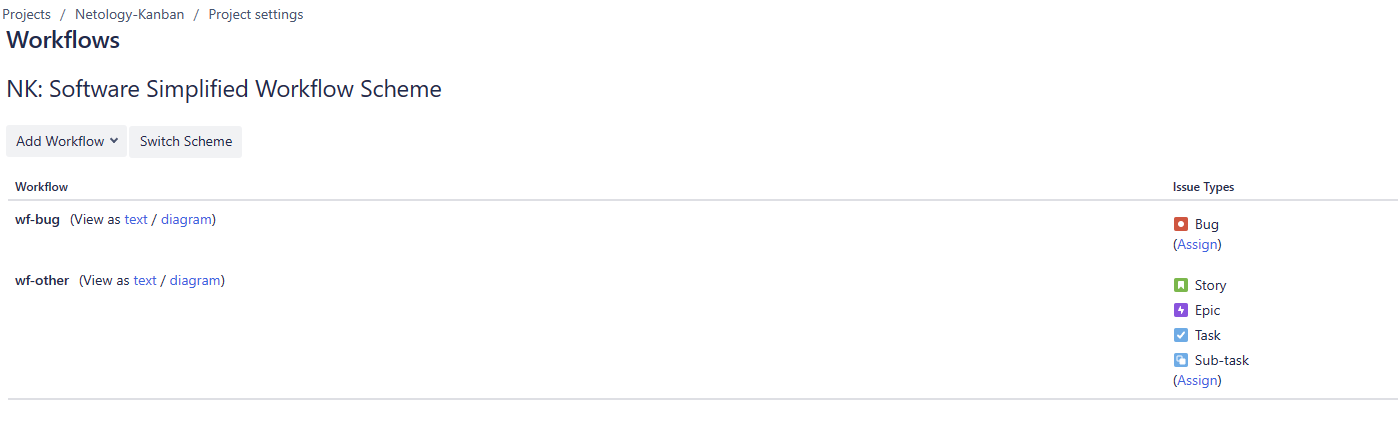 Projects / Netology-Kanban / Project settings
Workflows
NK: Software Simplified Workflow Scheme
Add Workflow Switch Scheme
Workflow Issue Types
wf-bug (View as text / diagram) Bug
(Assign)
wf-other (View as text / diagram) Story
Epic
Task
Sub-task
(Assign)